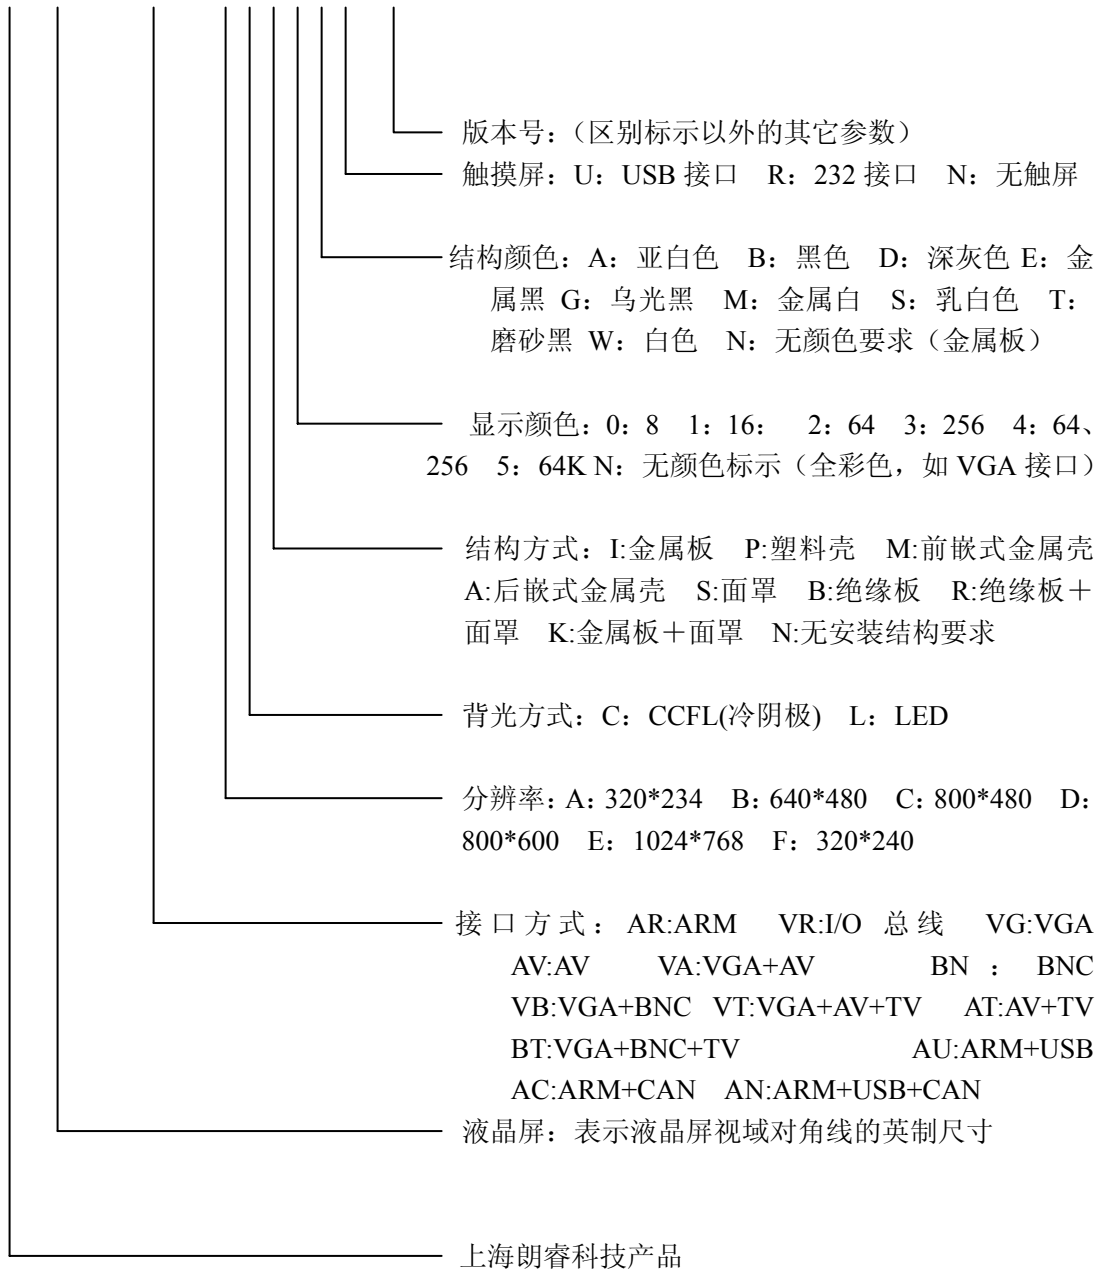 版本号：（区别标示以外的其它参数）
触摸屏：U：USB 接口 R：232 接口 N：无触屏
结构颜色：A：亚白色 B：黑色 D：深灰色 E：金
属黑 G：乌光黑 M：金属白 S：乳白色 T：
磨砂黑 W：白色 N：无颜色要求（金属板）
显示颜色：0：8 1：16： 2：64 3：256 4：64、
256 5：64K N：无颜色标示（全彩色，如 VGA 接口）
结构方式：I:金属板 P:塑料壳 M:前嵌式金属壳
A:后嵌式金属壳 S:面罩 B:绝缘板 R:绝缘板＋
面罩 K:金属板＋面罩 N:无安装结构要求
背光方式：C：CCFL(冷阴极) L：LED
分辨率：A：320*234 B：640*480 C：800*480 D：
800*600 E：1024*768 F：320*240
接口方式：AR:ARM VR:I/O 总线 VG:VGA
AV:AV VA:VGA+AV BN：BNC
VB:VGA+BNC VT:VGA+AV+TV AT:AV+TV
BT:VGA+BNC+TV AU:ARM+USB
AC:ARM+CAN AN:ARM+USB+CAN
液晶屏：表示液晶屏视域对角线的英制尺寸
上海朗睿科技产品